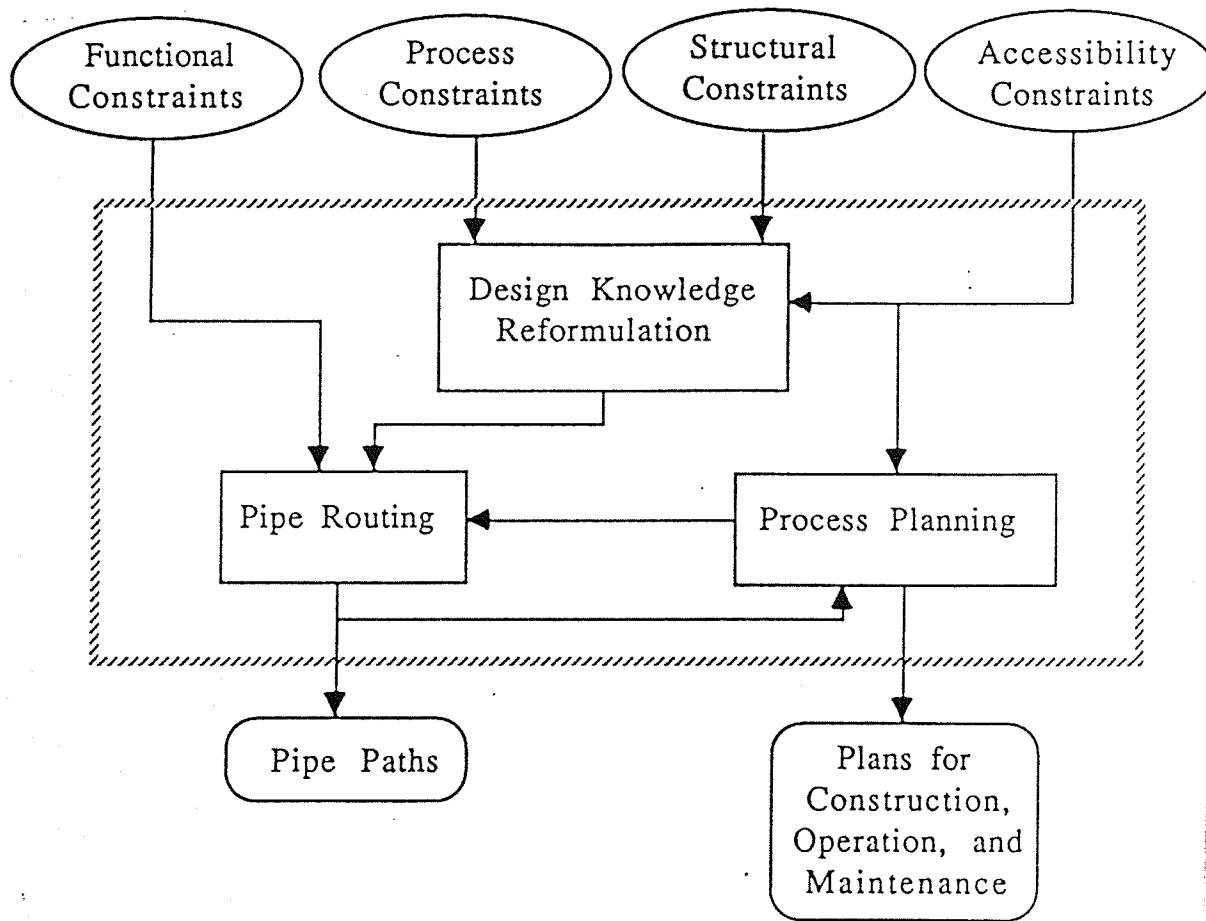 Functional
Constraints
Process
Constraints
Structural
Constraints
Accessibility
Constraints
Design Knowledge
Reformulation
Pipe Routing
Process Planning
Pipe Paths
Plans for
Construction,
Operation, and
Maintenance